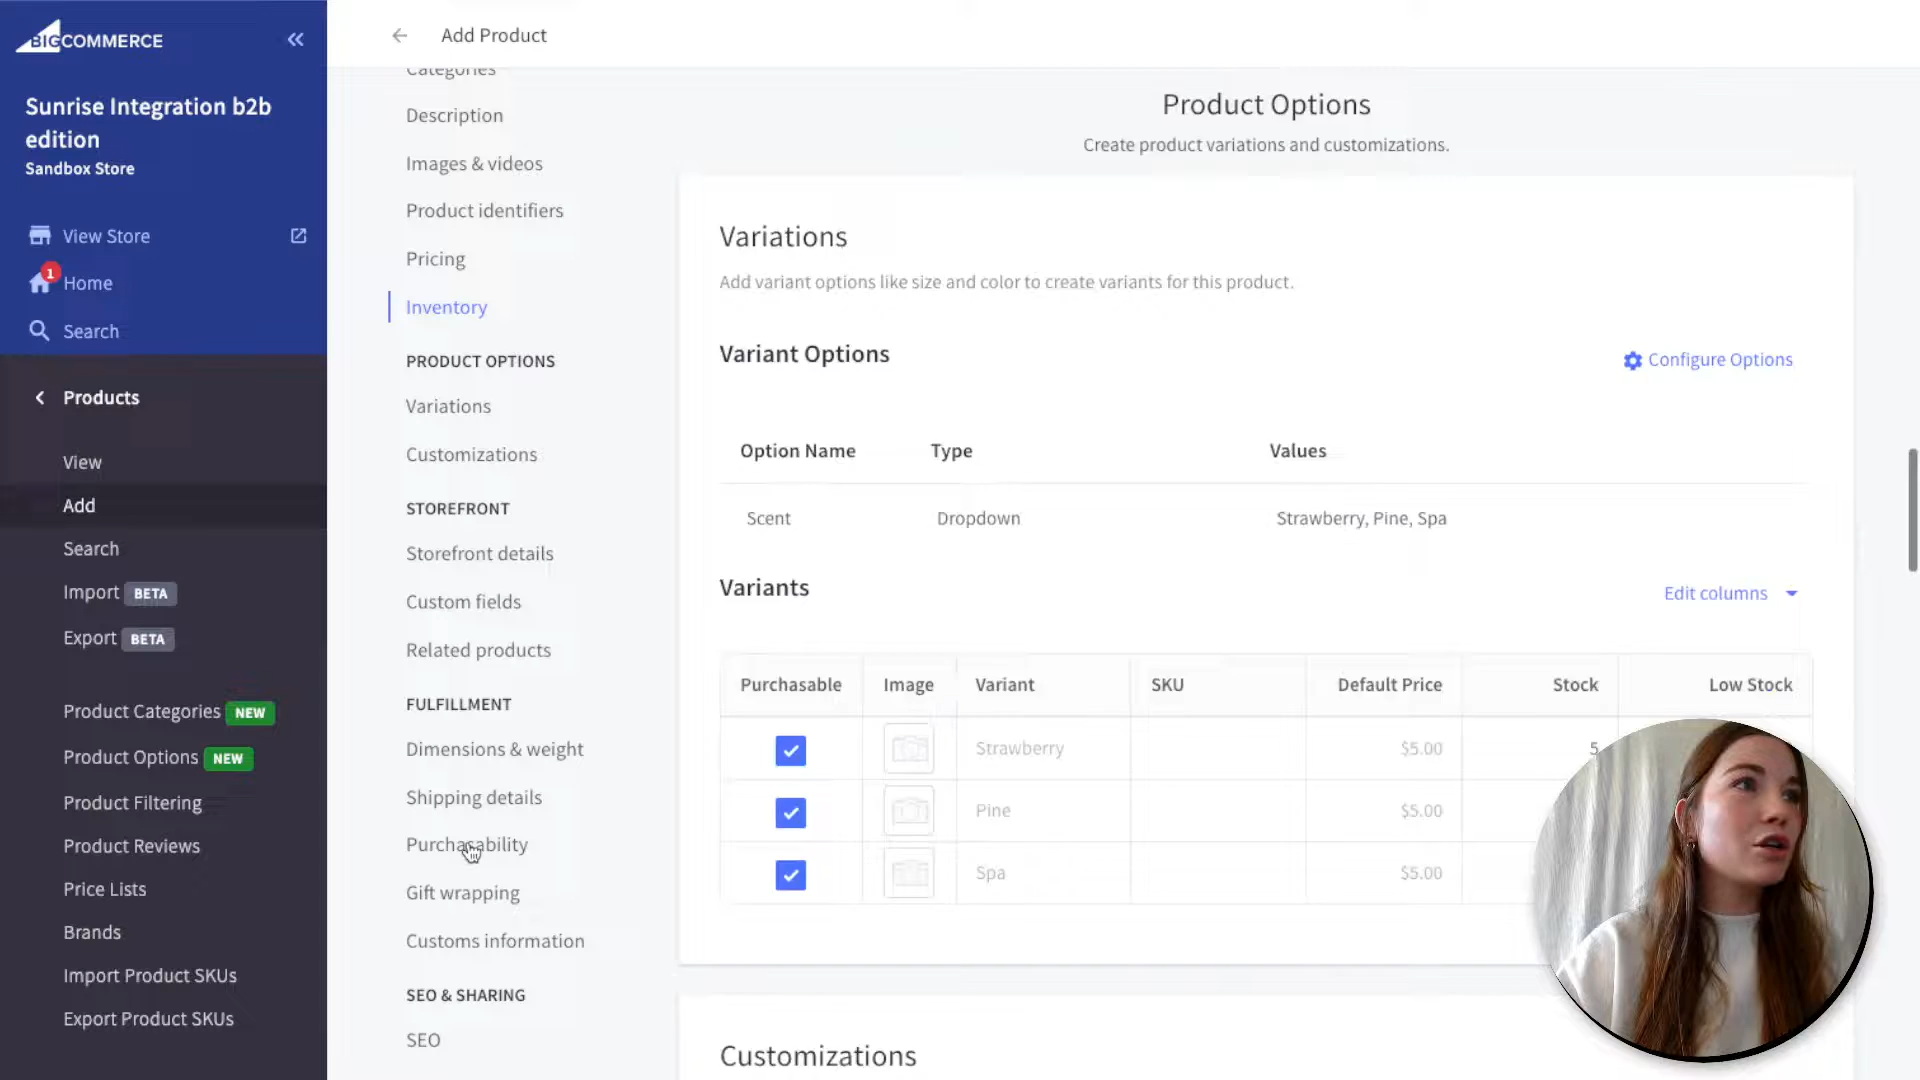 BIGCOMMERCE
Sunrise Integration b2b
edition
Sandbox Store
View Store
1
Home
Search
Products
View
Add
Search
Import BETA
Export BETA
Product Categories NEW
Product Options NEW
Product Filtering
Product Reviews
Price Lists
Brands
Import Product SKUs
Export Product SKUs
Add Product
Categories
Description
Images & videos
Product identifiers
Pricing
Inventory
PRODUCT OPTIONS
Variations
Customizations
STOREFRONT
Storefront details
Custom fields
Related products
FULFILLMENT
Dimensions & weight
Shipping details
Purchasability
Gift wrapping
Customs information
SEO & SHARING
SEO
Product Options
Create product variations and customizations.
Variations
Add variant options like size and color to create variants for this product.
Variant Options
Configure Options
Option Name Type Values
Scent Dropdown Strawberry, Pine, Spa
Variants
Edit columns
Purchasable Image Variant SKU Default Price Stock Low Stock
Strawberry $5.00 5
Pine $5.00
Spa $5.00
Customizations